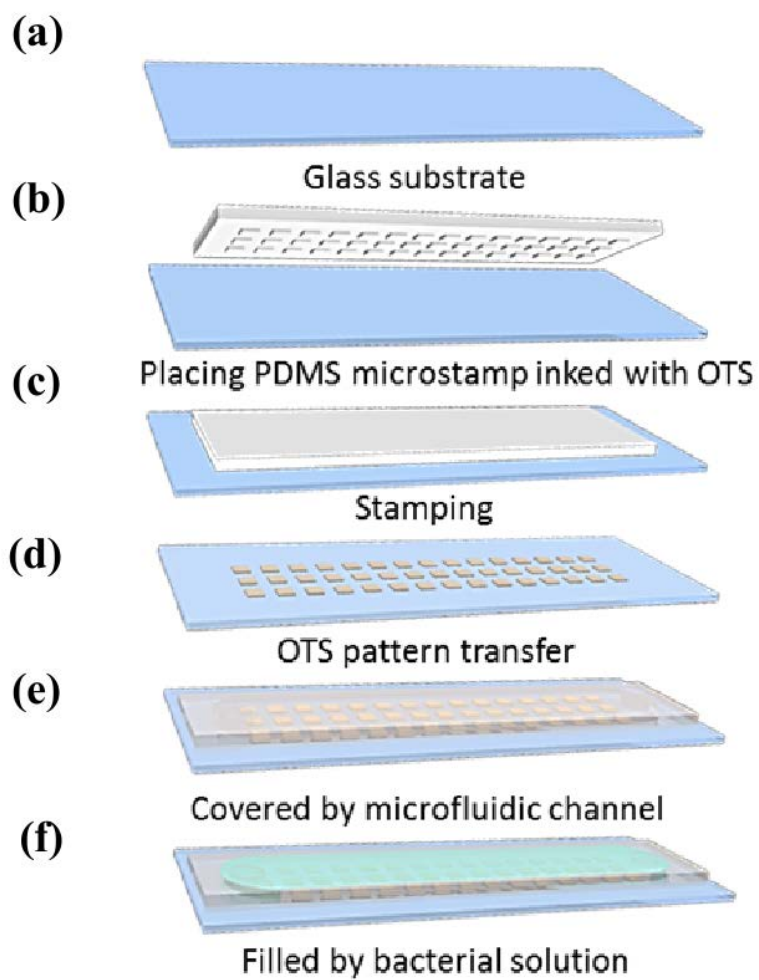 (a)
Glass substrate
(b)
Placing PDMS microstamp inked with OTS
(c)
Stamping
(d)
OTS pattern transfer
(e)
Covered by microfluidic channel
(f)
Filled by bacterial solution